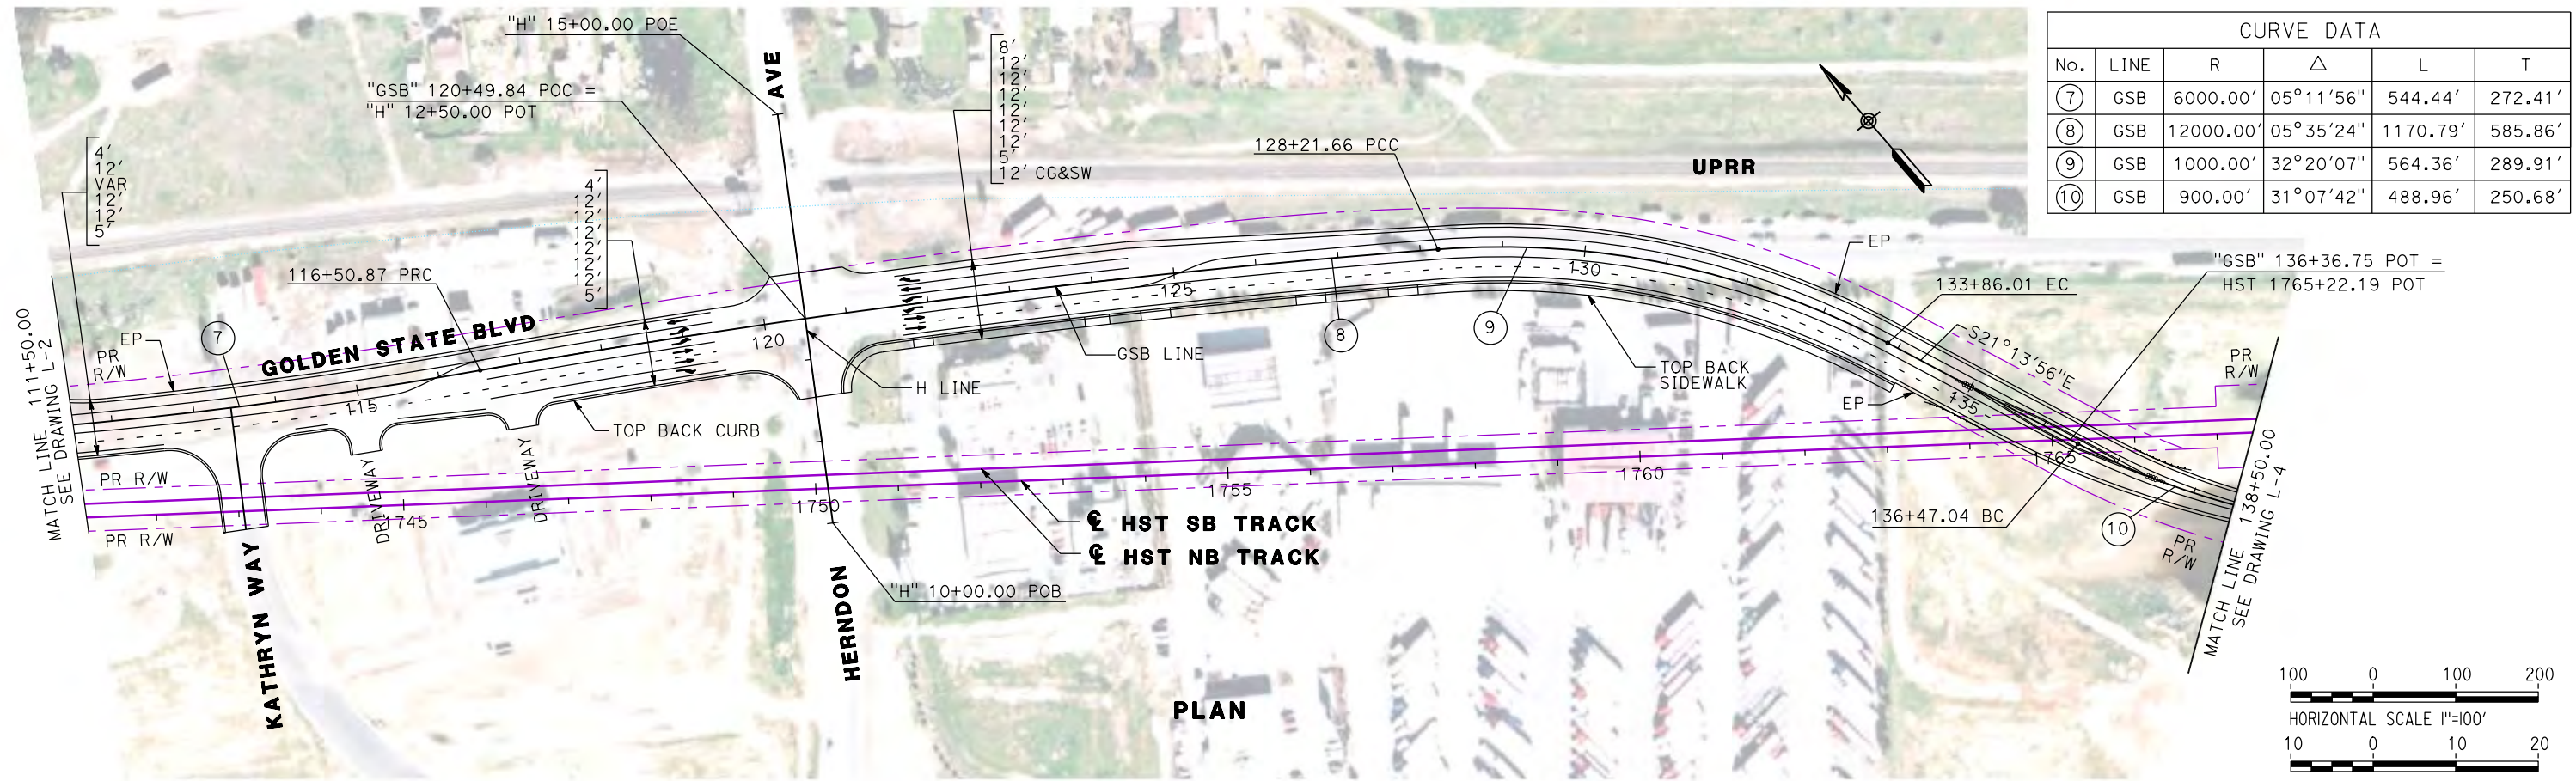 "H" 15+00.00 POE
"GSB" 120+49.84 POC =
"H" 12+50.00 POT
AVE
8'
12'
12'
12'
12'
12'
12'
5'
12' CG&SW
128+21.66 PCC
UPRR
CURVE DATA
No. LINE R △ L T
7 GSB 6000.00' 05°11'56" 544.44' 272.41'
8 GSB 12000.00' 05°35'24" 1170.79' 585.86'
9 GSB 1000.00' 32°20'07" 564.36' 289.91'
10 GSB 900.00' 31°07'42" 488.96' 250.68'
4'
12'
VAR
12'
12'
5'
4'
12'
12'
12'
12'
12'
12'
5'
116+50.87 PRC
EP
133+86.01 EC
"GSB" 136+36.75 POT =
HST 1765+22.19 POT
S21°13'56"E
MATCH LINE 111+50.00
SEE DRAWING L-2
EP
PR
R/W
7
GOLDEN STATE BLVD
115
120
125
130
135
8
9
GSB LINE
H LINE
TOP BACK
SIDEWALK
EP
PR
R/W
TOP BACK CURB
PR R/W
PR R/W
DRIVEWAY
DRIVEWAY
1745
1750
1755
1760
1765
℄ HST SB TRACK
℄ HST NB TRACK
136+47.04 BC
10
PR
R/W
MATCH LINE 138+50.00
SEE DRAWING L-4
KATHRYN WAY
HERNDON
"H" 10+00.00 POB
PLAN
100 0 100 200
HORIZONTAL SCALE 1"=100'
10 0 10 20